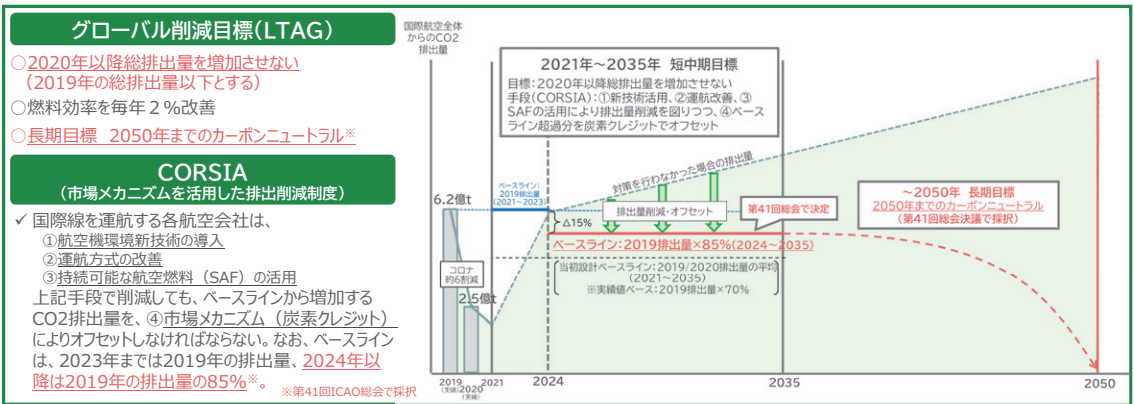 グローバル削減目標(LTAG)
○2020年以降総排出量を増加させない
(2019年の総排出量以下とする)
○燃料効率を毎年2%改善
○長期目標 2050年までのカーボンニュートラル※
CORSIA
(市場メカニズムを活用した排出削減制度)
✓ 国際線を運航する各航空会社は、
①航空機環境新技術の導入
②運航方式の改善
③持続可能な航空燃料(SAF)の活用
上記手段で削減しても、ベースラインから増加する
CO2排出量を、④市場メカニズム(炭素クレジット)
によりオフセットしなければならない。なお、ベースライン
は、2023年までは2019年の排出量、2024年以
降は2019年の排出量の85%※。
※第41回ICAO総会で採択
国際航空全体
からのCO2
排出量
2021年~2035年 短中期目標
目標:2020年以降総排出量を増加させない
手段(CORSIA):①新技術活用、②運航改善、③
SAFの活用により排出量削減を図りつつ、④ベース
ライン超過分を炭素クレジットでオフセット
対策を行わなかった場合の排出量
ベースライン:
2019排出量
(2021~2023)
6.2億t
排出量削減・オフセット
第41回総会で決定
△15%
ベースライン:2019排出量×85%(2024~2035)
~2050年 長期目標
2050年までのカーボンニュートラル
(第41回総会決議で採択)
コロナ
約6割減
2.5億t
当初設計ベースライン:2019/2020排出量の平均
(2021~2035)
※実績値ベース:2019排出量×70%
2019
(実績)
2020
(実績)
2021
2024
2035
2050